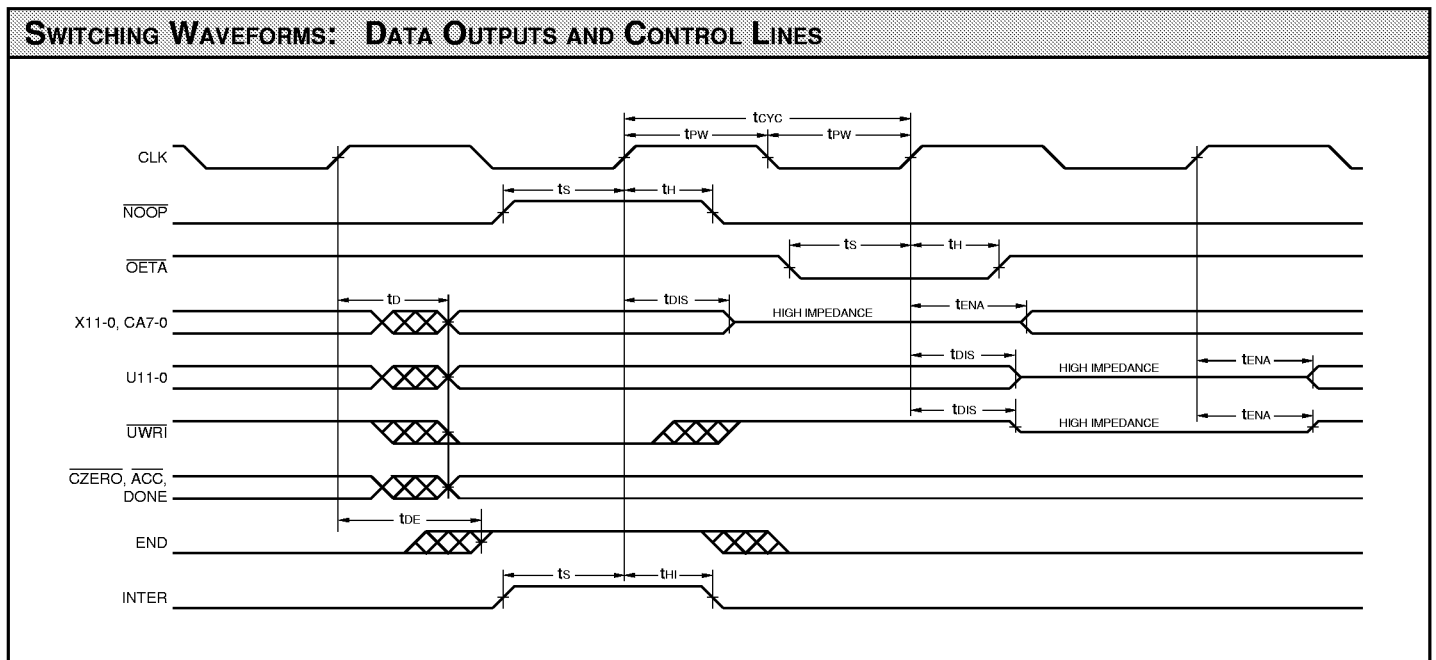 SWITCHING WAVEFORMS: DATA OUTPUTS AND CONTROL LINES
tCYC
tPW tPW
CLK
tS tH
NOOP
tS tH
OETA
tD tDIS tENA
X11-0, CA7-0 HIGH IMPEDANCE
tDIS tENA
U11-0 HIGH IMPEDANCE
tDIS tENA
UWRI HIGH IMPEDANCE
CZERO, ACC,
DONE
tDE
END
tS tHI
INTER